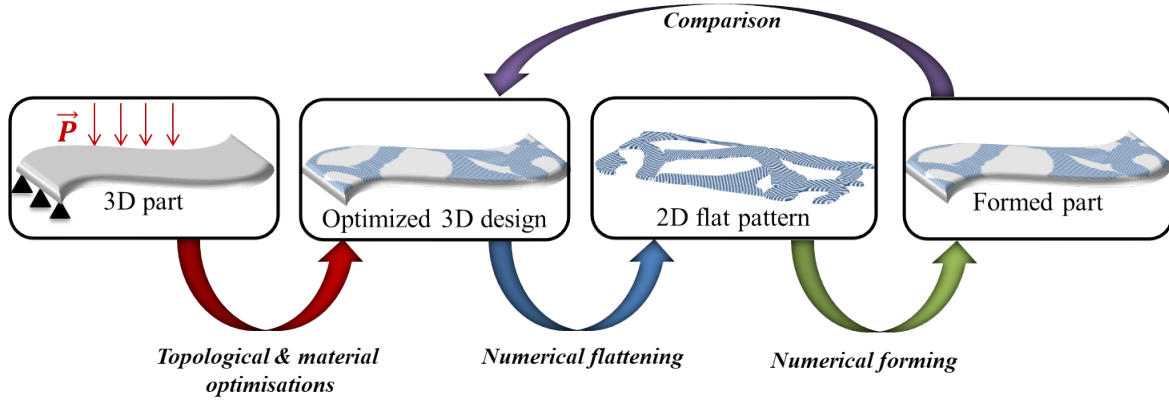 Comparison
P
3D part
Optimized 3D design
2D flat pattern
Formed part
Topological & material
optimisations
Numerical flattening
Numerical forming